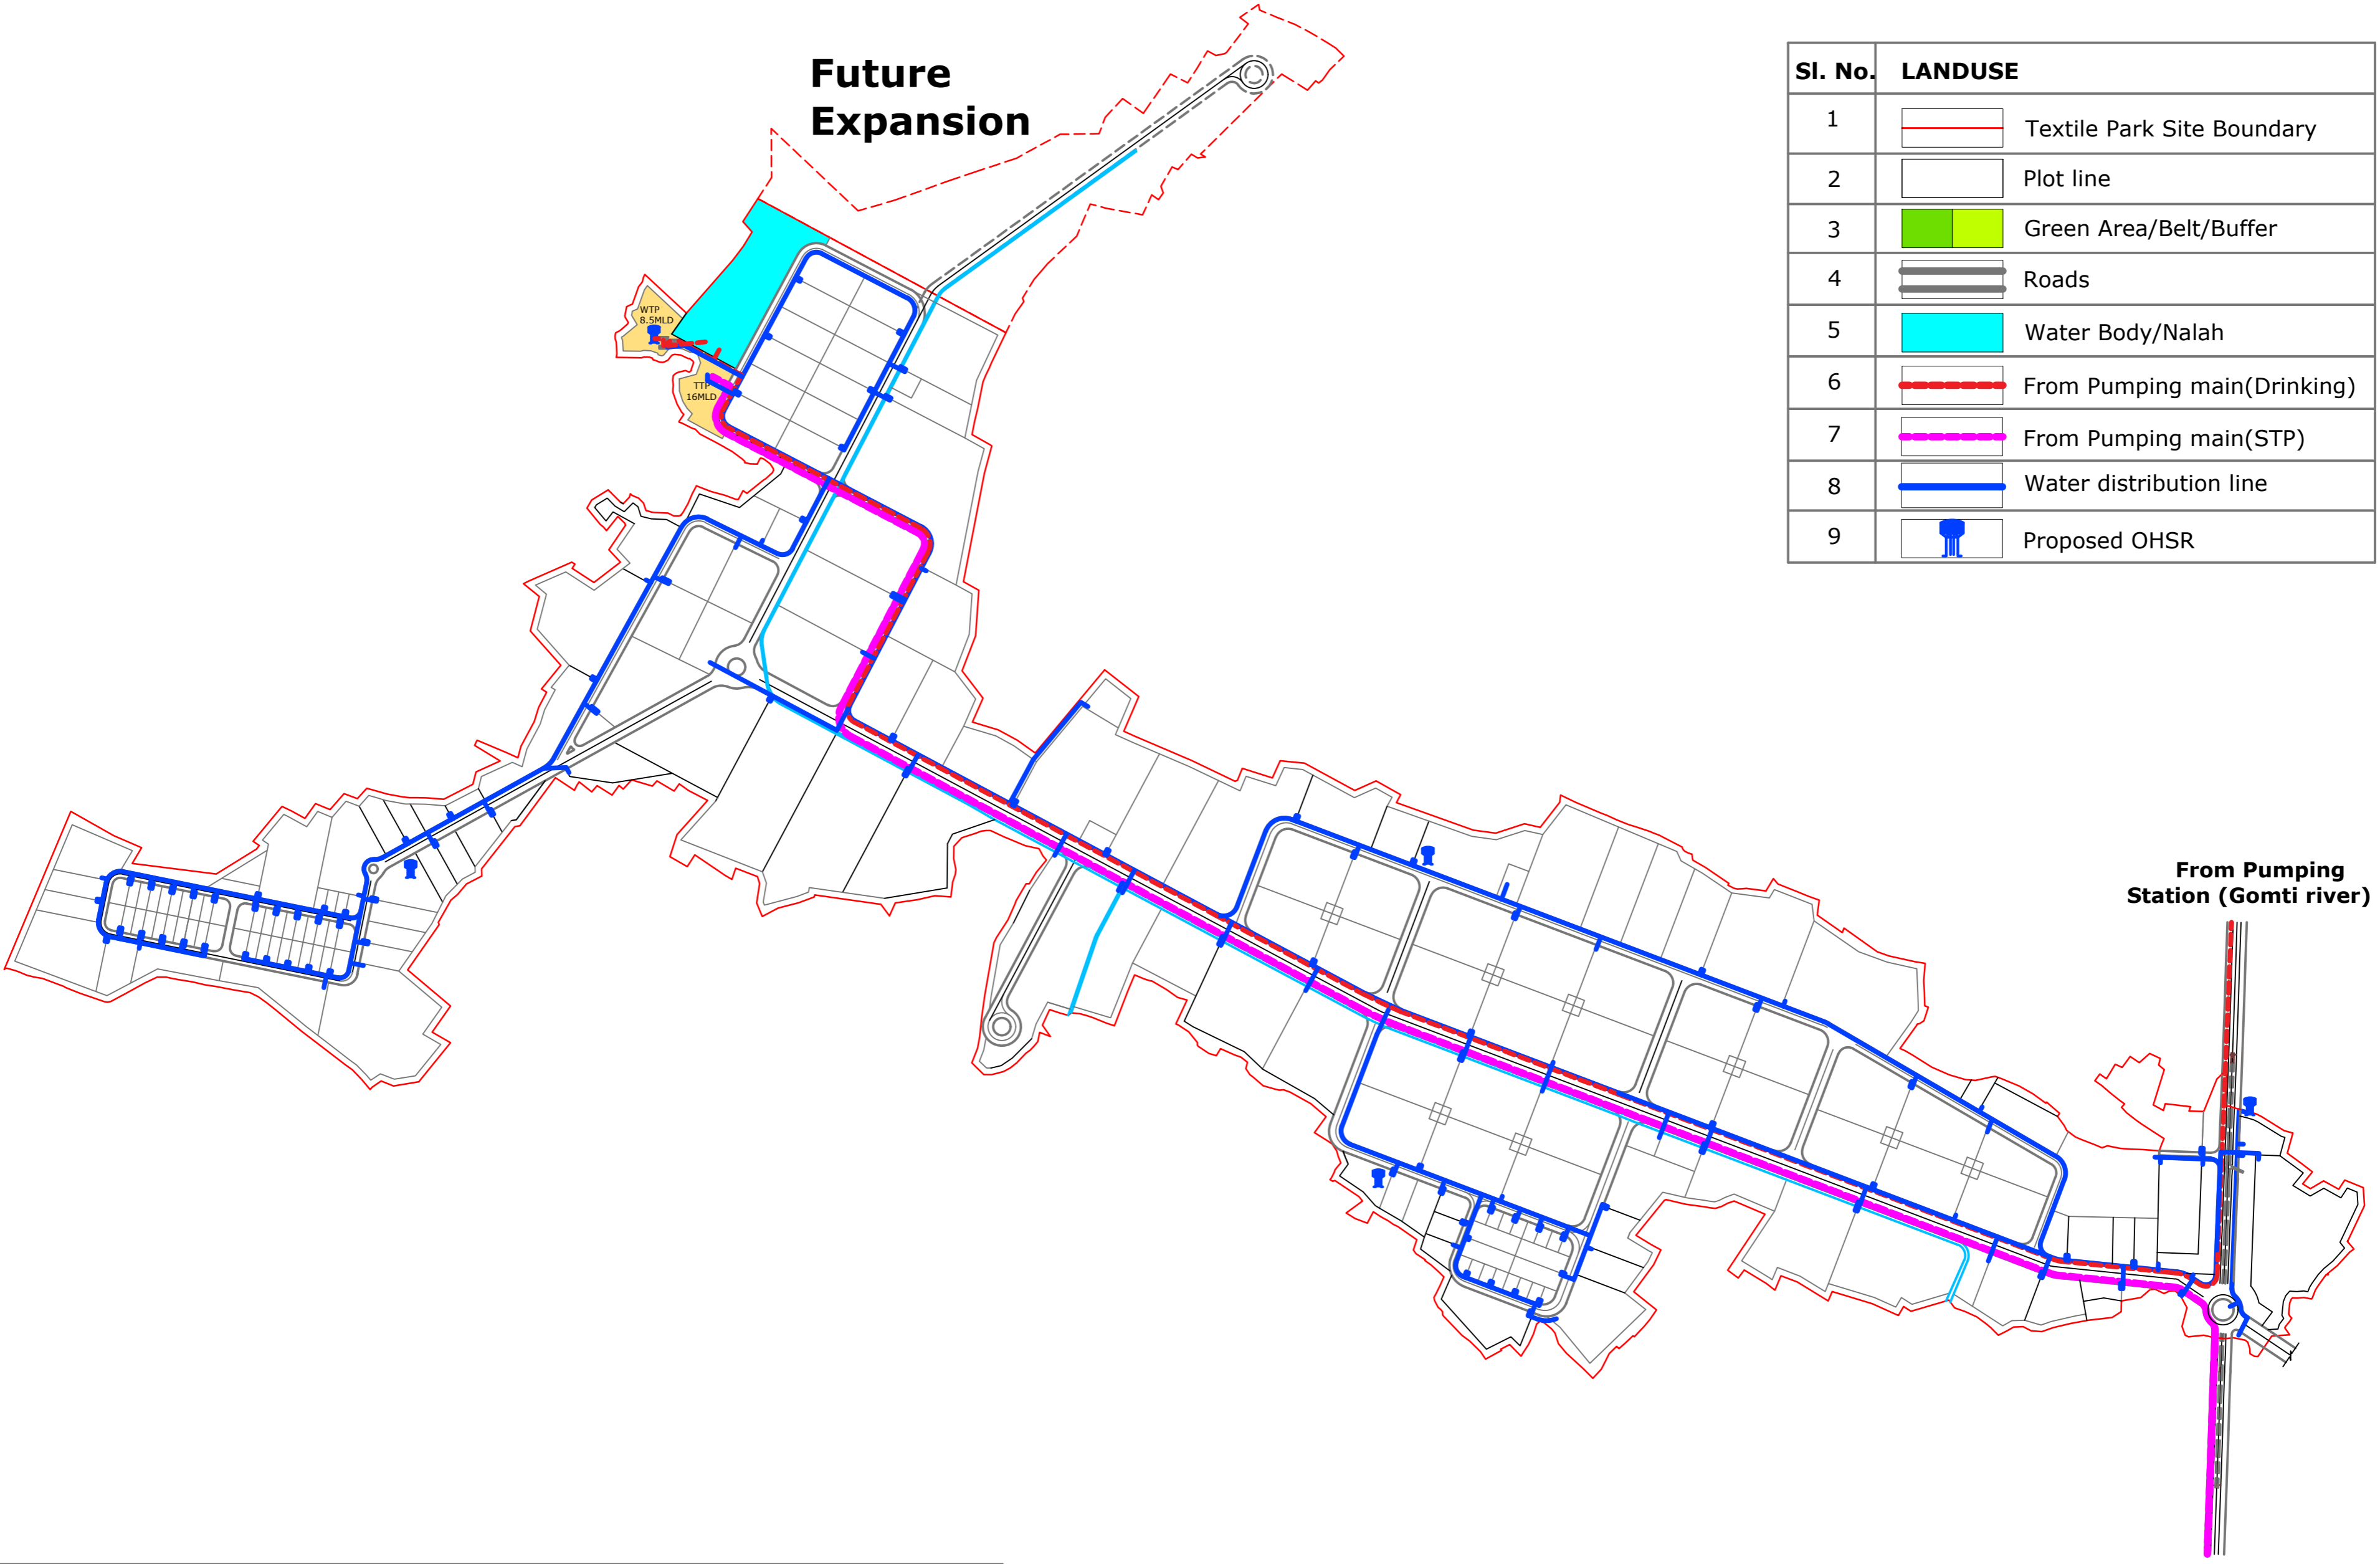 Future
Expansion
Sl. No. LANDUSE
1 Textile Park Site Boundary
2 Plot line
3 Green Area/Belt/Buffer
4 Roads
5 Water Body/Nalah
6 From Pumping main(Drinking)
7 From Pumping main(STP)
8 Water distribution line
9 Proposed OHSR
WTP
8.5MLD
TTP
16MLD
From Pumping
Station (Gomti river)